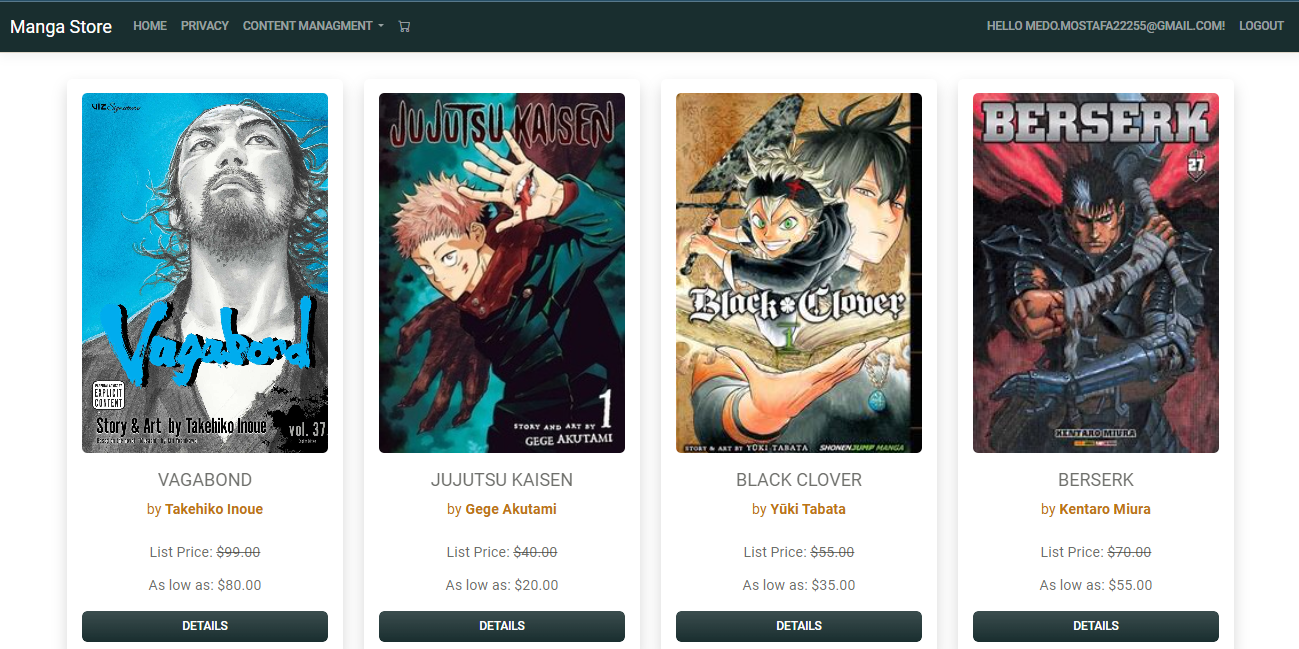 Manga Store HOME PRIVACY CONTENT MANAGMENT HELLO MEDO.MOSTAFA22255@GMAIL.COM! LOGOUT
VIZ Signature
Vagabond
EXPLICIT
CONTENT
Story & Art by Takehiko Inoue
vol. 37
VAGABOND
by Takehiko Inoue
List Price: $99.00
As low as: $80.00
DETAILS
JUJUTSU KAISEN
1
STORY AND ART BY
GEGE AKUTAMI
JUJUTSU KAISEN
by Gege Akutami
List Price: $40.00
As low as: $20.00
DETAILS
Black Clover
1
STORY & ART BY YŪKI TABATA SHONEN JUMP MANGA
BLACK CLOVER
by Yūki Tabata
List Price: $55.00
As low as: $35.00
DETAILS
BERSERK
27
KENTARO MIURA
BERSERK
by Kentaro Miura
List Price: $70.00
As low as: $55.00
DETAILS